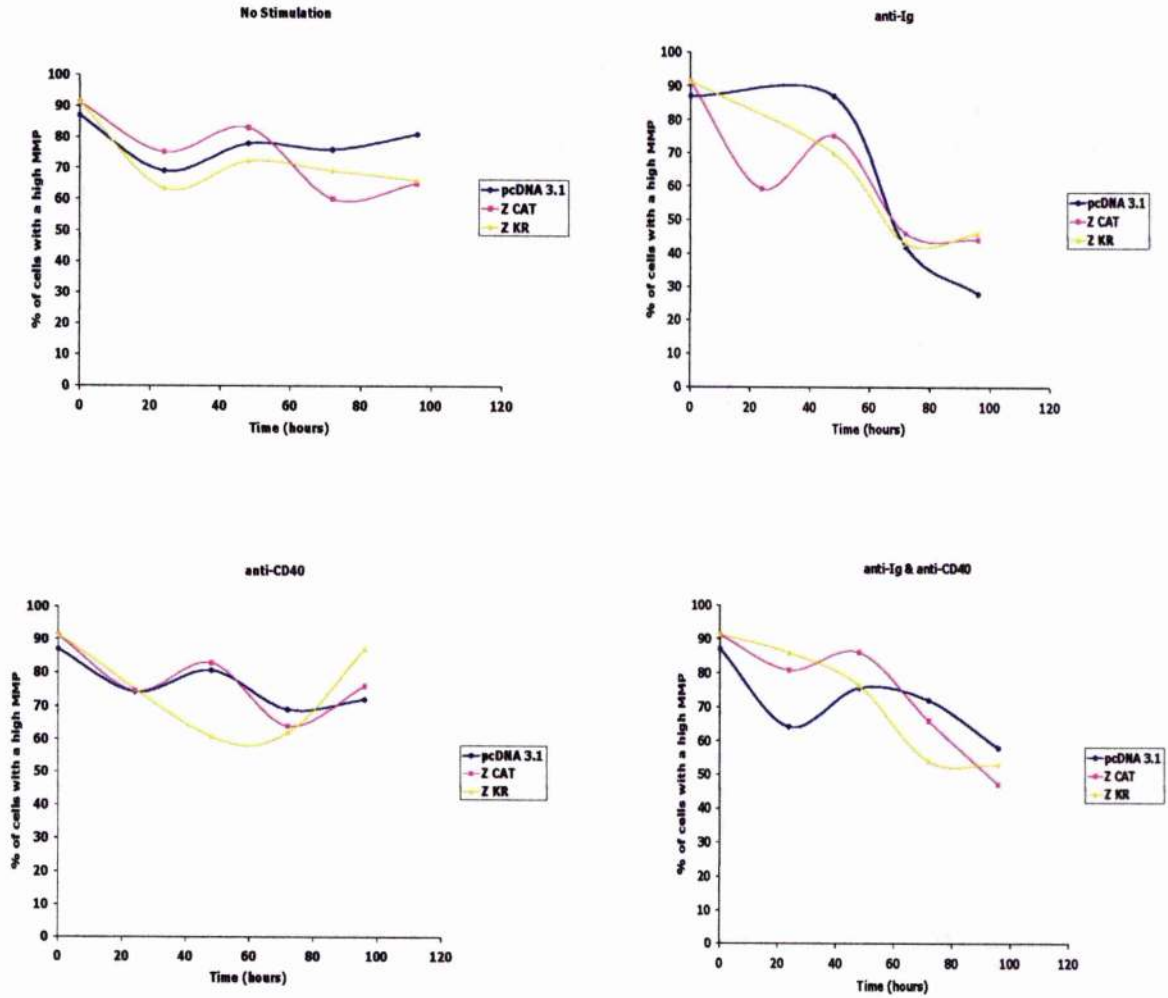 No Stimulation
% of cells with a high MMP
100
90
80
70
60
50
40
30
20
10
0
0 20 40 60 80 100 120
Time (hours)
pcDNA 3.1
Z CAT
Z KR
anti-Ig
% of cells with a high MMP
100
90
80
70
60
50
40
30
20
10
0
0 20 40 60 80 100 120
Time (hours)
pcDNA 3.1
Z CAT
Z KR
anti-CD40
% of cells with a high MMP
100
90
80
70
60
50
40
30
20
10
0
0 20 40 60 80 100 120
Time (hours)
pcDNA 3.1
Z CAT
Z KR
anti-Ig & anti-CD40
% of cells with a high MMP
100
90
80
70
60
50
40
30
20
10
0
0 20 40 60 80 100 120
Time (hours)
pcDNA 3.1
Z CAT
Z KR